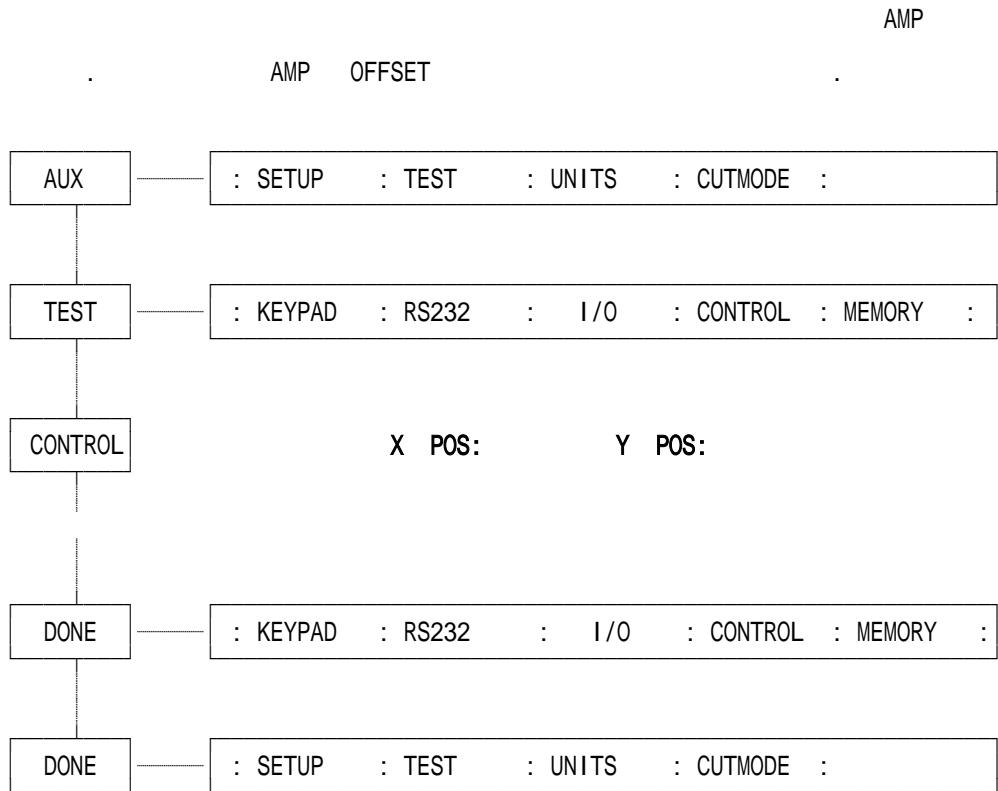 AMP
. AMP OFFSET .
AUX : SETUP : TEST : UNITS : CUTMODE :
TEST : KEYPAD : RS232 : I/O : CONTROL : MEMORY :
CONTROL X POS: Y POS:
DONE : KEYPAD : RS232 : I/O : CONTROL : MEMORY :
DONE : SETUP : TEST : UNITS : CUTMODE :